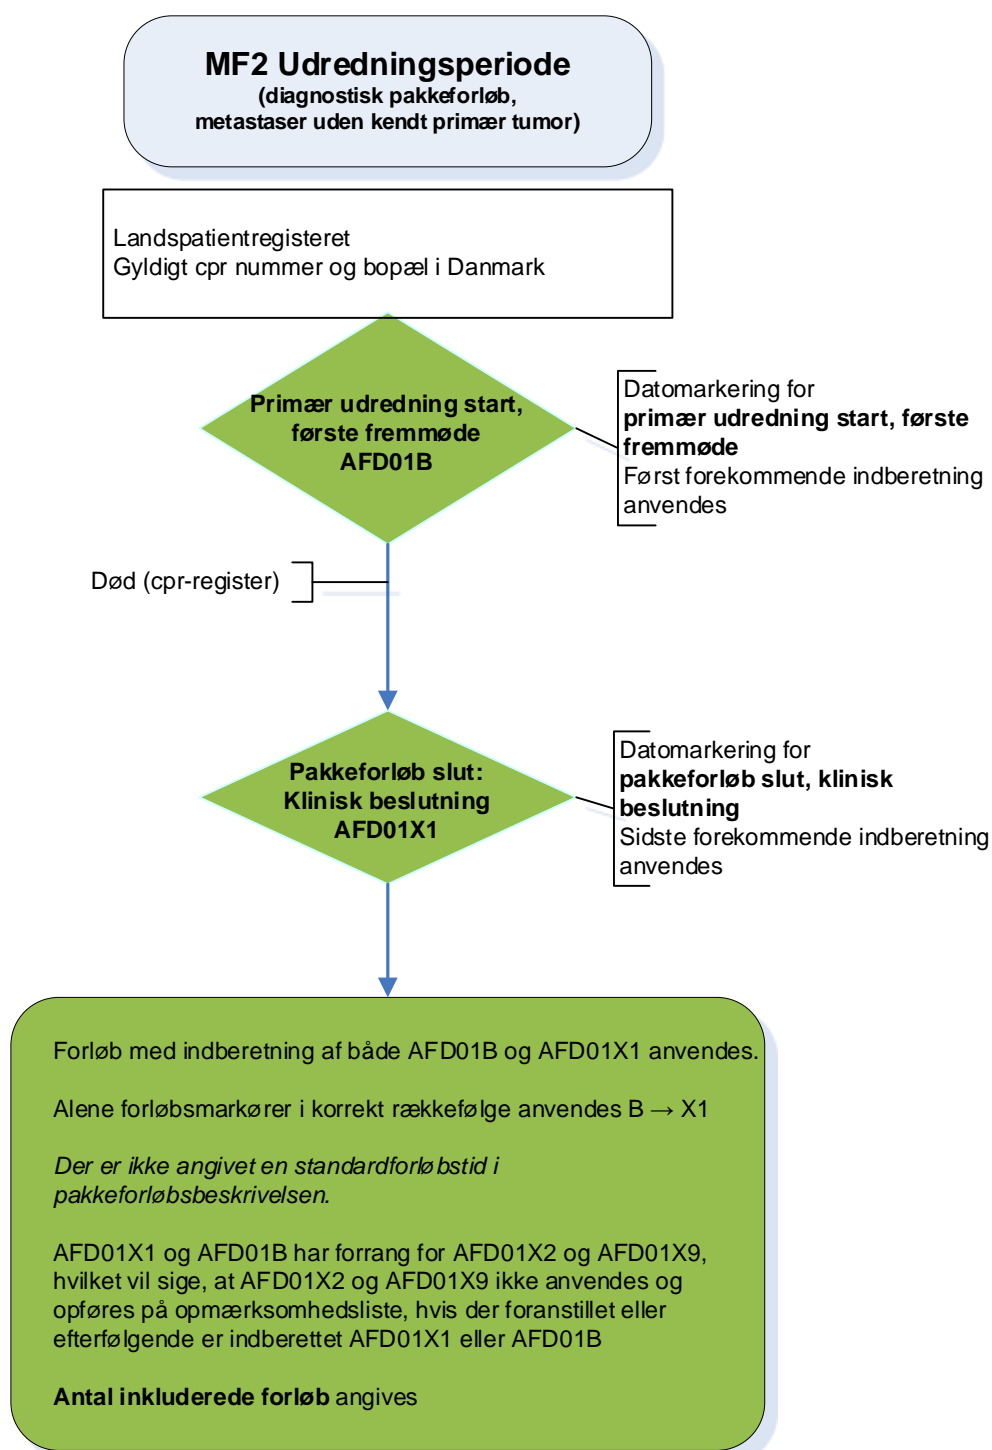 MF2 Udredningsperiode
(diagnostisk pakkeforløb,
metastaser uden kendt primær tumor)
Landspatientregisteret
Gyldigt cpr nummer og bopæl i Danmark
Primær udredning start,
første fremmøde
AFD01B
Datomarkering for
primær udredning start, første
fremmøde
Først forekommende indberetning
anvendes
Død (cpr-register)
Pakkeforløb slut:
Klinisk beslutning
AFD01X1
Datomarkering for
pakkeforløb slut, klinisk
beslutning
Sidste forekommende indberetning
anvendes
Forløb med indberetning af både AFD01B og AFD01X1 anvendes.
Alene forløbsmarkører i korrekt rækkefølge anvendes B → X1
Der er ikke angivet en standardforløbstid i
pakkeforløbsbeskrivelsen.
AFD01X1 og AFD01B har forrang for AFD01X2 og AFD01X9,
hvilket vil sige, at AFD01X2 og AFD01X9 ikke anvendes og
opføres på opmærksomhedsliste, hvis der foranstillet eller
efterfølgende er indberettet AFD01X1 eller AFD01B
Antal inkluderede forløb angives